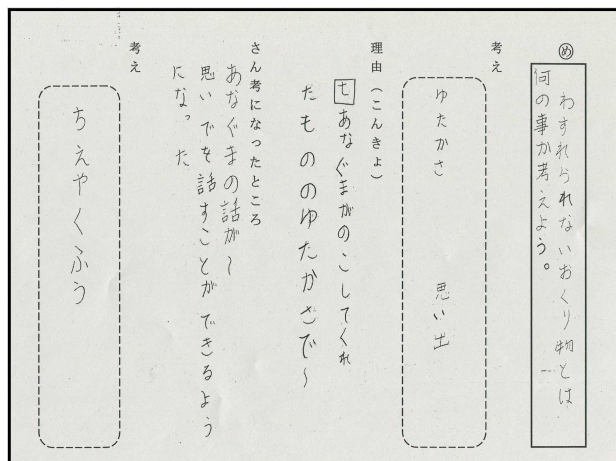 め
わすれられないおくり物とは
何の事か考えよう。
考え
ゆたかさ　思い出
理由（こんきょ）
七 あなぐまがのこしてくれ
たもののゆたかさで〜
さん考になったところ
あなぐまの話が〜
思いでを話すことができるよう
になった
考え
ちえやくふう